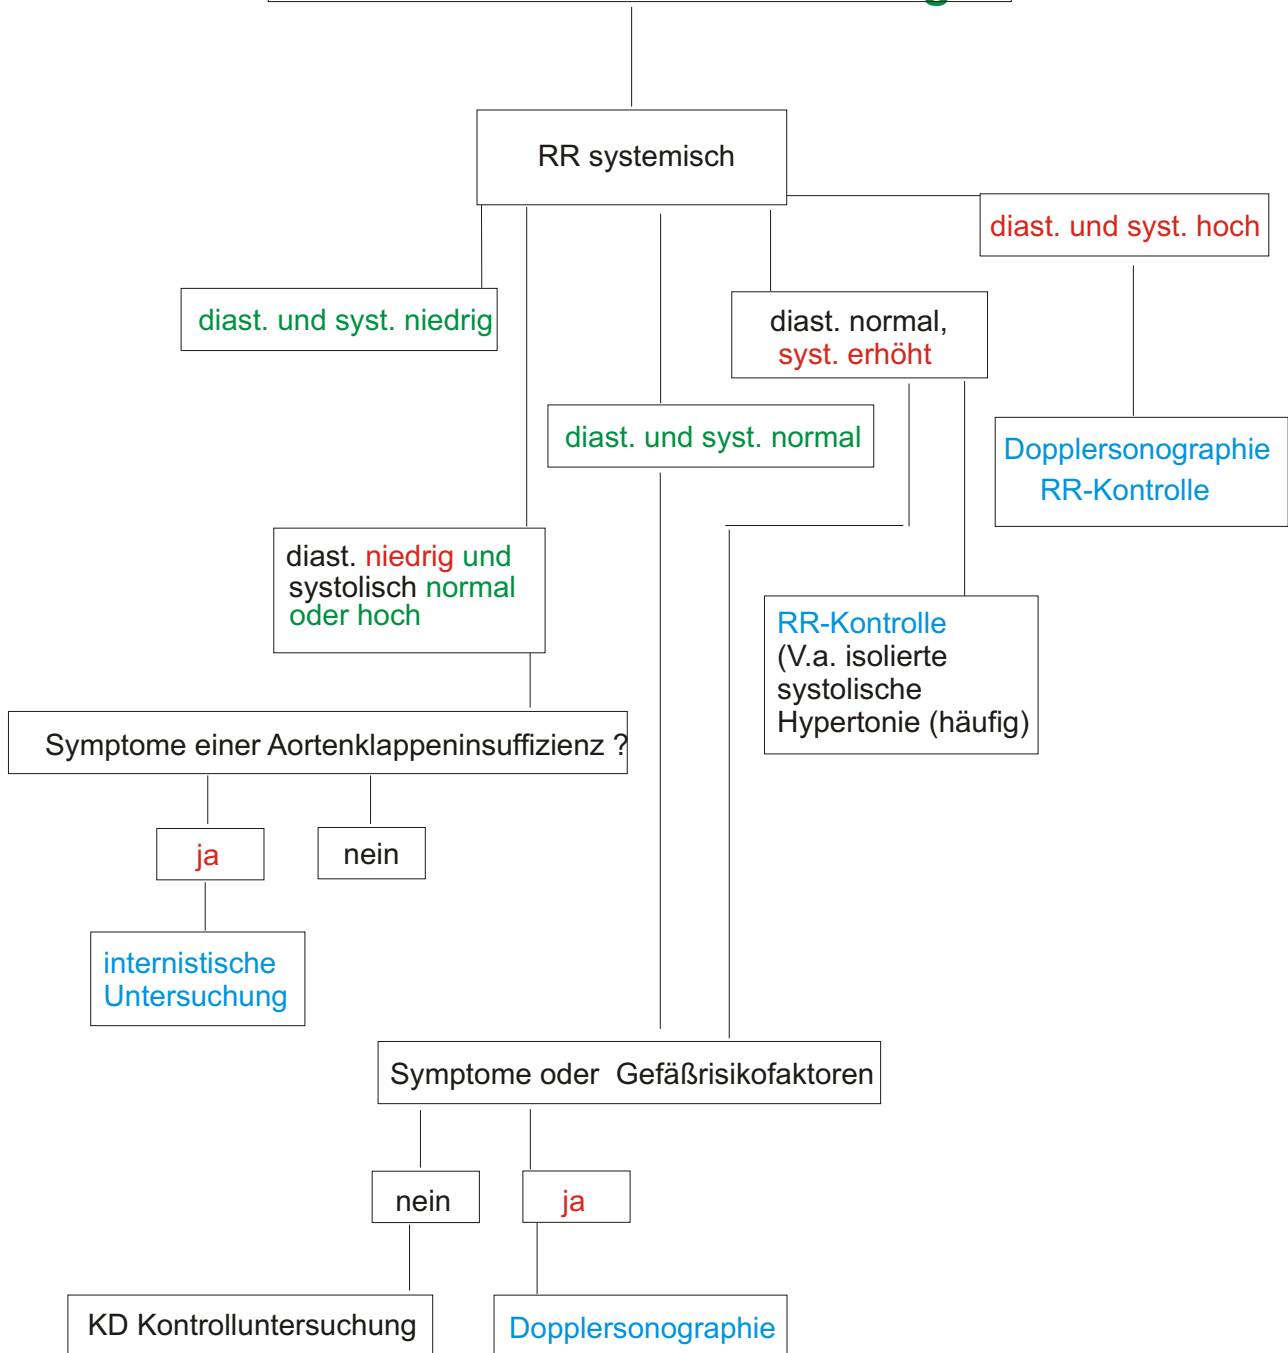 RR systemisch
diast. und syst. hoch
diast. und syst. niedrig
diast. normal,
syst. erhöht
diast. und syst. normal
Dopplersonographie
RR-Kontrolle
diast. niedrig und
systolisch normal
oder hoch
RR-Kontrolle
(V.a. isolierte
systolische
Hypertonie (häufig)
Symptome einer Aortenklappeninsuffizienz ?
ja
nein
internistische
Untersuchung
Symptome oder Gefäßrisikofaktoren
nein
ja
KD Kontrolluntersuchung
Dopplersonographie